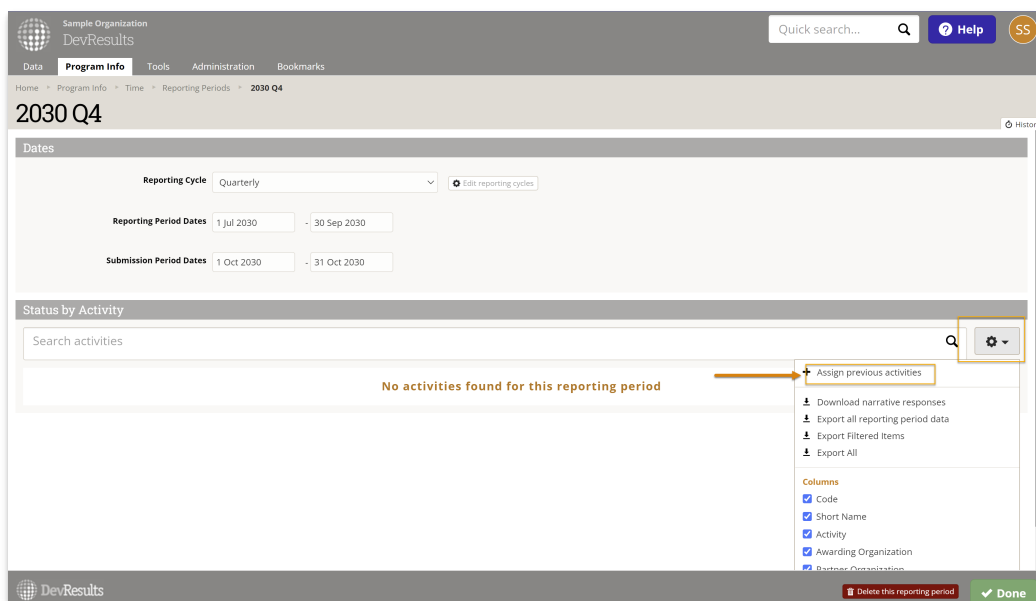 Sample Organization
DevResults
Quick search...
Help
SS
Data Program Info Tools Administration Bookmarks
Home > Program Info > Time > Reporting Periods > 2030 Q4
2030 Q4
Histor
Dates
Reporting Cycle Quarterly Edit reporting cycles
Reporting Period Dates 1 Jul 2030 - 30 Sep 2030
Submission Period Dates 1 Oct 2030 - 31 Oct 2030
Status by Activity
Search activities
No activities found for this reporting period
Assign previous activities
Download narrative responses
Export all reporting period data
Export Filtered Items
Export All
Columns
Code
Short Name
Activity
Awarding Organization
Partner Organization
DevResults
Delete this reporting period
Done